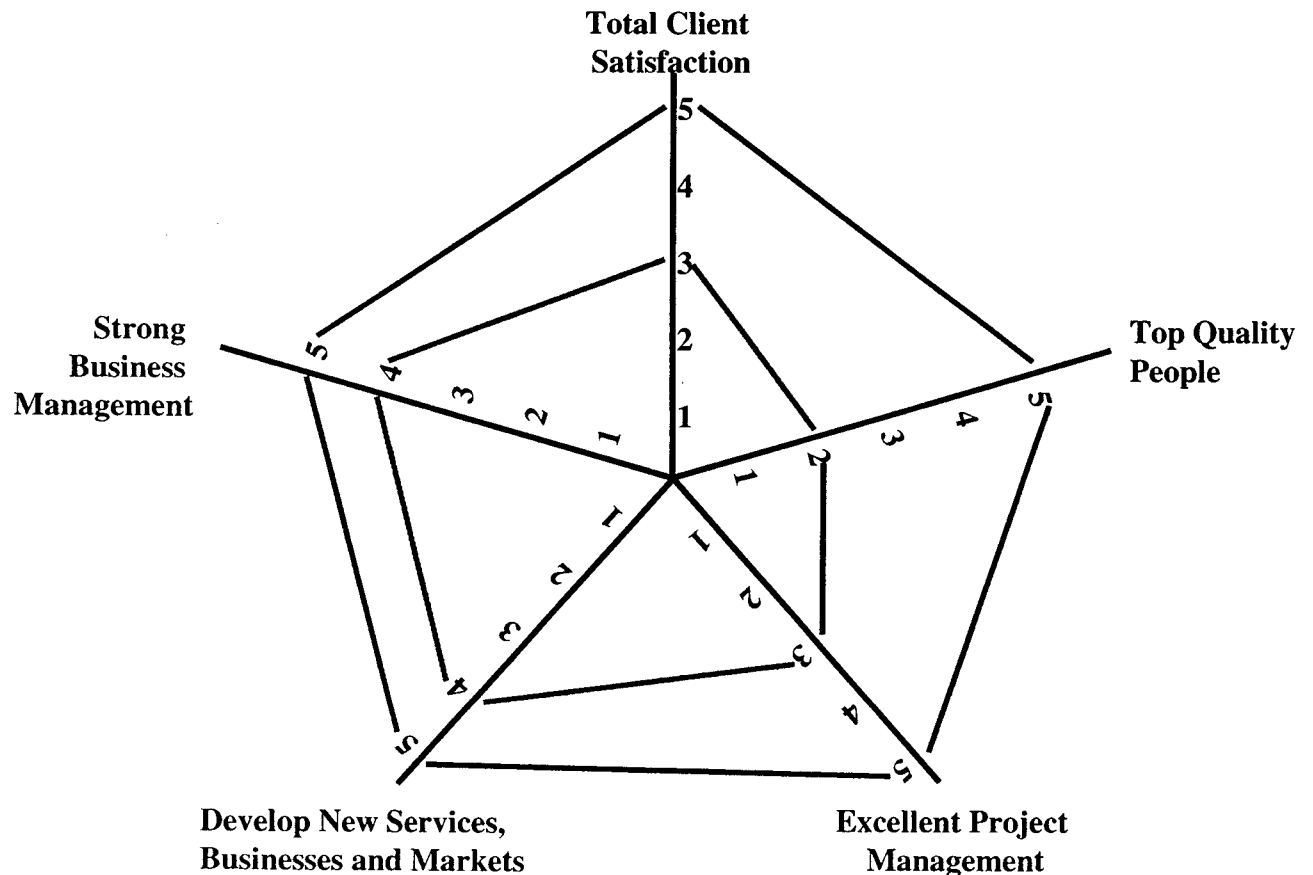 Total Client
Satisfaction
5
4
3
2
1
Strong
Business
Management
5
4
3
2
1
Top Quality
People
1
2
3
4
5
1
2
3
4
5
1
2
3
4
5
Develop New Services,
Businesses and Markets
Excellent Project
Management